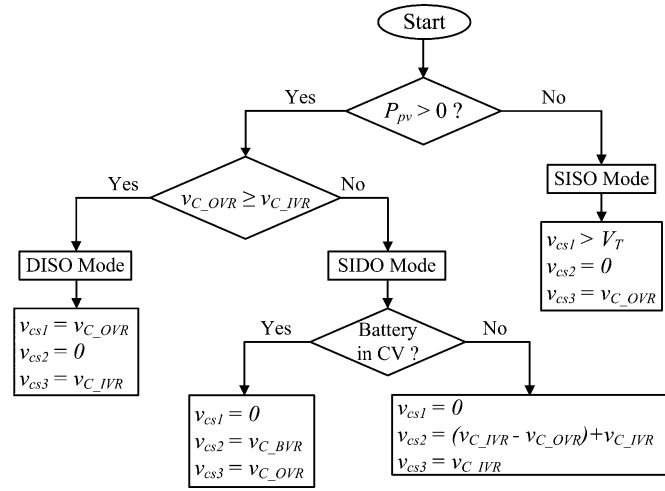 Start
P_pv > 0 ?
Yes
No
v_C_OVR ≥ v_C_IVR
Yes
No
SISO Mode
v_cs1 > V_T
v_cs2 = 0
v_cs3 = v_C_OVR
DISO Mode
v_cs1 = v_C_OVR
v_cs2 = 0
v_cs3 = v_C_IVR
SIDO Mode
Battery
in CV ?
Yes
No
v_cs1 = 0
v_cs2 = v_C_BVR
v_cs3 = v_C_OVR
v_cs1 = 0
v_cs2 = (v_C_IVR - v_C_OVR)+v_C_IVR
v_cs3 = v_C_IVR